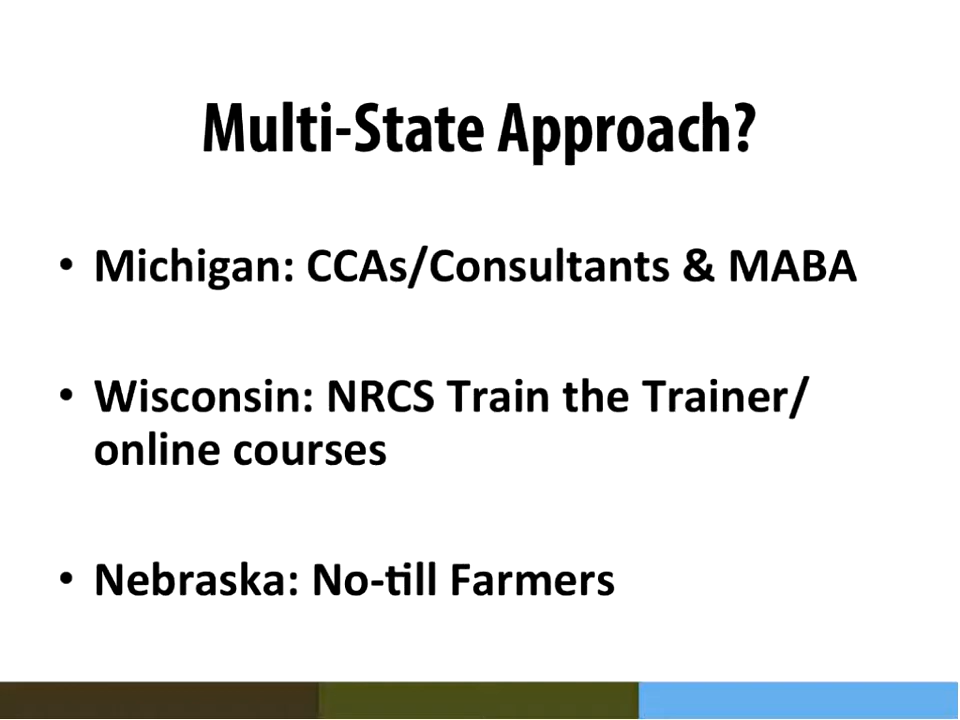 Multi-State Approach?
• Michigan: CCAs/Consultants & MABA
• Wisconsin: NRCS Train the Trainer/
online courses
• Nebraska: No-till Farmers